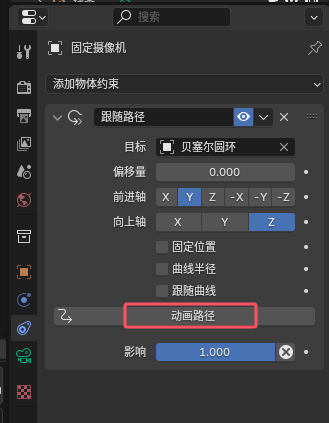 搜索
固定摄像机
添加物体约束
跟随路径
目标 贝塞尔圆环
偏移量 0.000
前进轴 X Y Z -X -Y -Z
向上轴 X Y Z
固定位置
曲线半径
跟随曲线
动画路径
影响 1.000